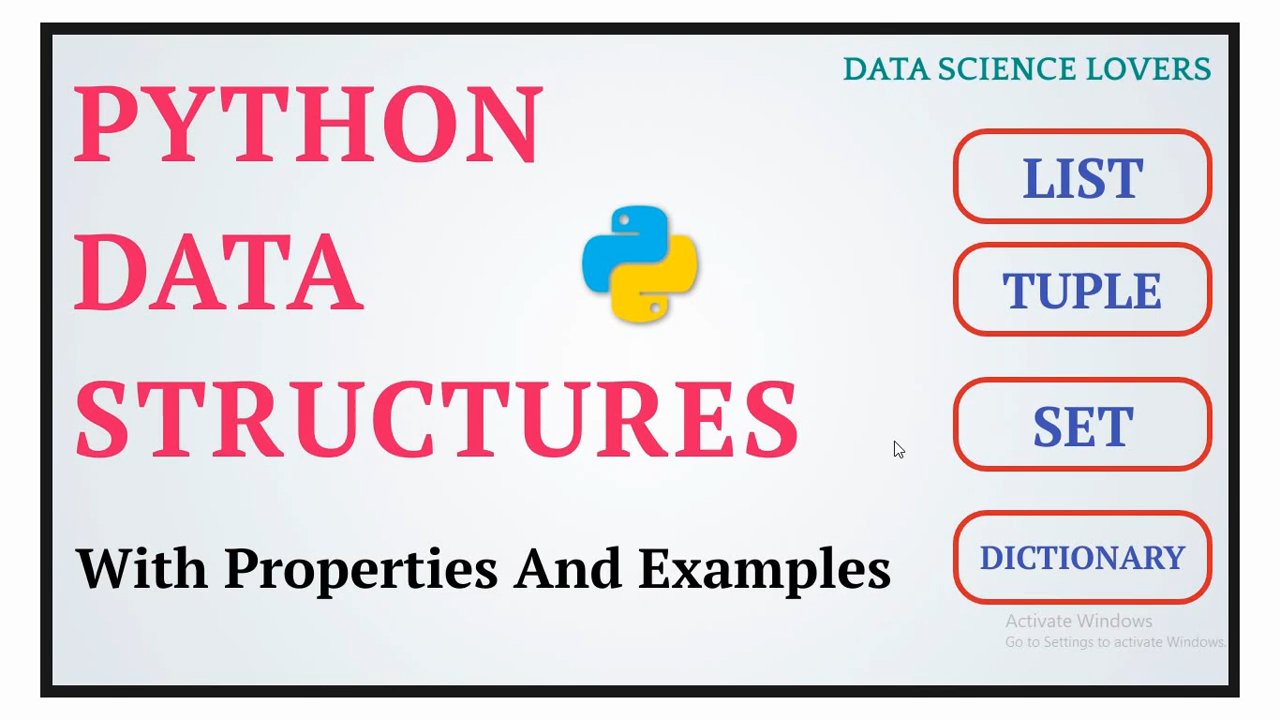 DATA SCIENCE LOVERS
PYTHON
DATA
STRUCTURES
With Properties And Examples
LIST
TUPLE
SET
DICTIONARY
Activate Windows
Go to Settings to activate Windows.